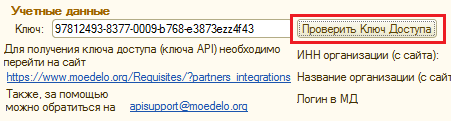 Учетные данные
Ключ: 97812493-8377-0009-b768-e3873ezz4f43 Проверить Ключ Доступа
Для получения ключа доступа (ключа API) необходимо
перейти на сайт
ИНН организации (с сайта):
https://www.moedelo.org/Requisites/?partners_integrations
Название организации (с сайт
Также, за помощью
можно обратиться на apisupport@moedelo.org
Логин в МД